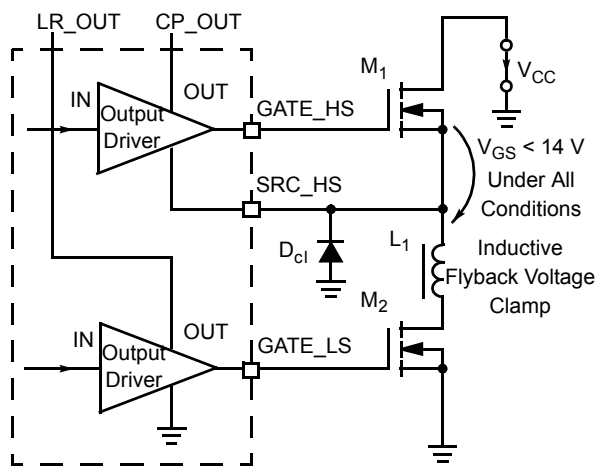 LR_OUT CP_OUT
M1
VCC
IN OUT
Output
Driver
GATE_HS
VGS < 14 V
Under All
Conditions
SRC_HS
Dcl
L1
Inductive
Flyback Voltage
Clamp
M2
IN OUT
Output
Driver
GATE_LS